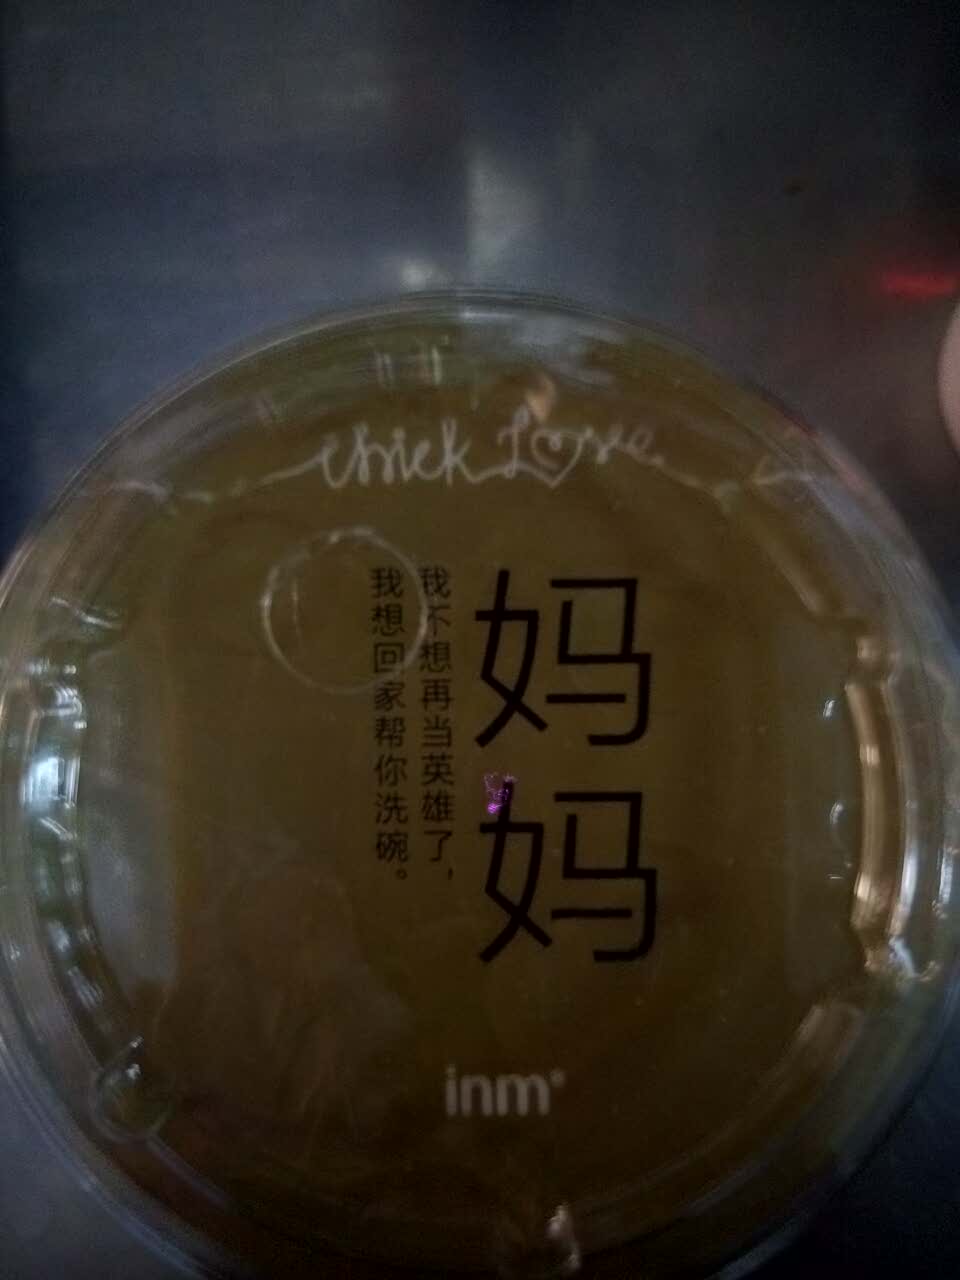 chick Love
妈妈
我不想再当英雄了，
我想回家帮你洗碗。
inm